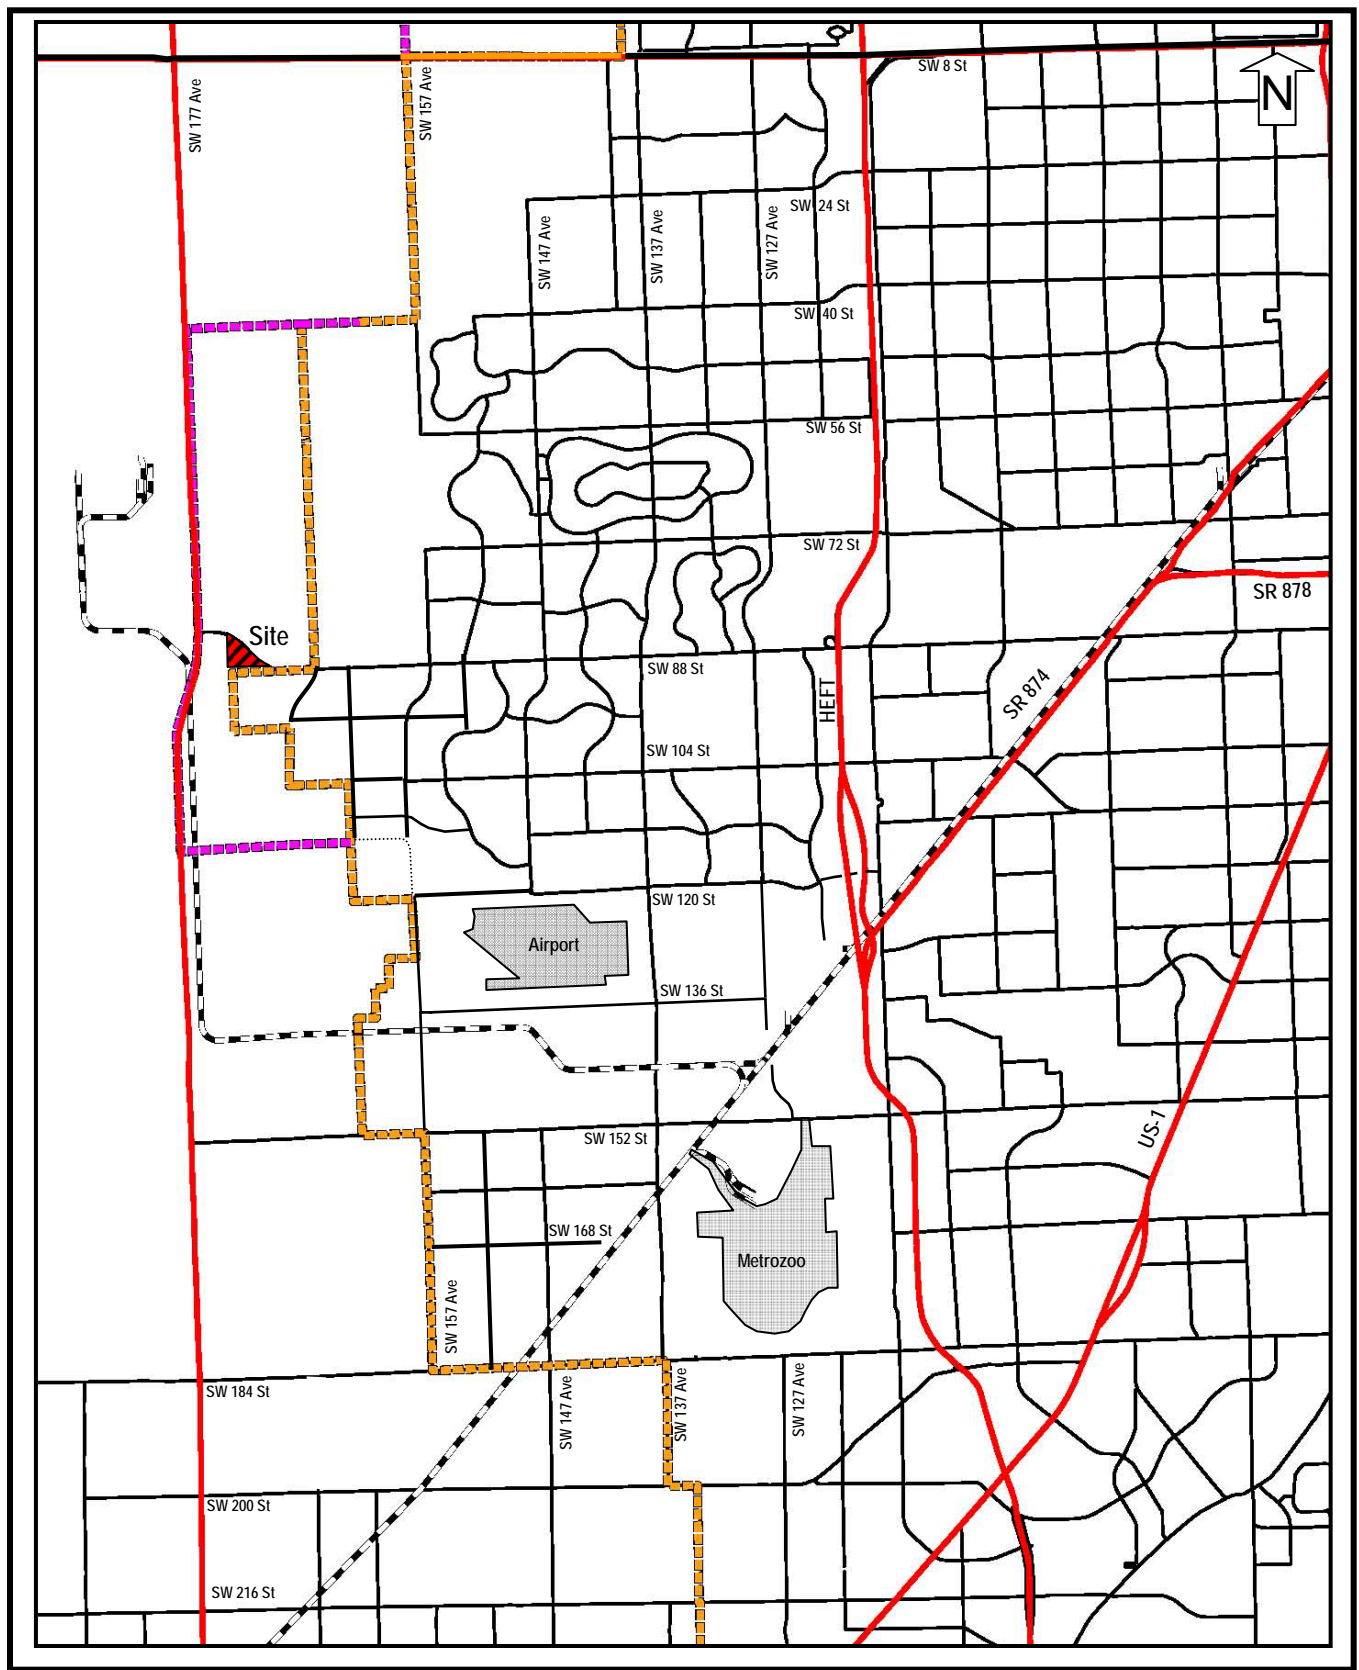 SW 8 St
N
SW 177 Ave
SW 157 Ave
SW 24 St
SW 147 Ave
SW 137 Ave
SW 127 Ave
SW 40 St
SW 56 St
SW 72 St
SR 878
Site
SW 88 St
HEFT
SR 874
SW 104 St
SW 120 St
Airport
SW 136 St
SW 152 St
US-1
SW 168 St
Metrozoo
SW 157 Ave
SW 184 St
SW 147 Ave
SW 137 Ave
SW 127 Ave
SW 200 St
SW 216 St